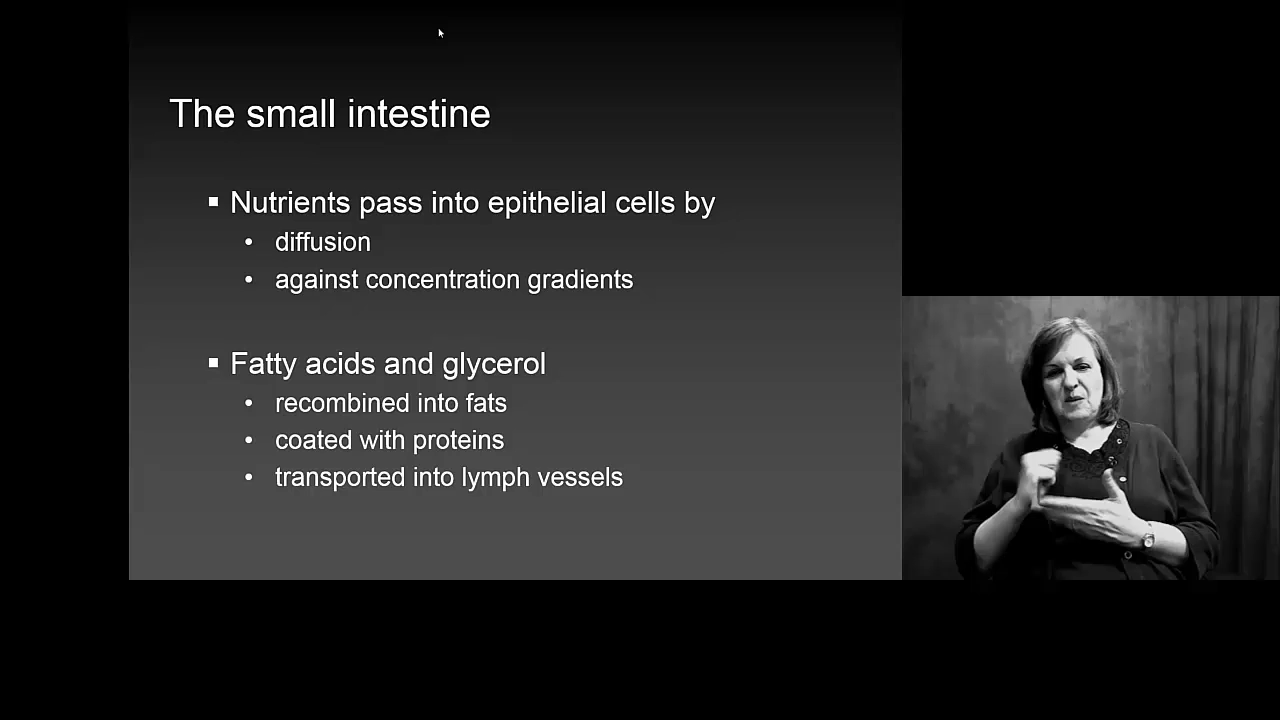 The small intestine
▪ Nutrients pass into epithelial cells by
• diffusion
• against concentration gradients
▪ Fatty acids and glycerol
• recombined into fats
• coated with proteins
• transported into lymph vessels